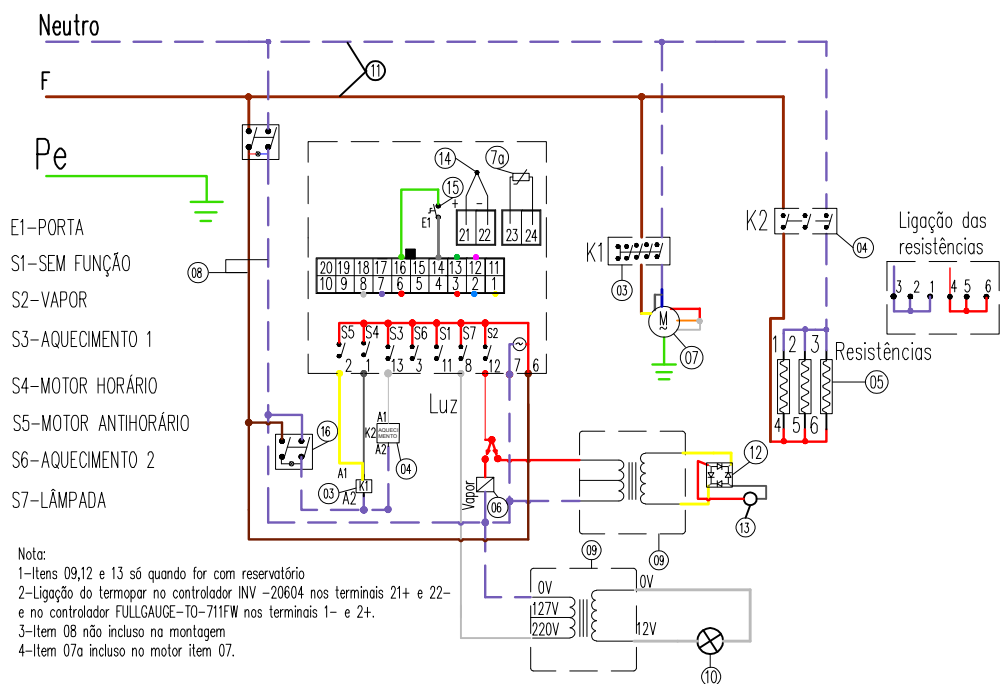 Neutro
F
11
Pe
E1-PORTA
S1-SEM FUNÇÃO
S2-VAPOR
S3-AQUECIMENTO 1
S4-MOTOR HORÁRIO
S5-MOTOR ANTIHORÁRIO
S6-AQUECIMENTO 2
S7-LÂMPADA
08
14
7a
15
+ -
E1
21 22
23 24
20 19 18 17 16 15 14 13 12 11
10 9 8 7 6 5 4 3 2 1
S5 S4 S3 S6 S1 S7 S2
~
2 1 13 3 11 8 12 7 6
Luz
16
A1
K2
AQUECI
MENTO
A2
04
A1
03
K1
A2
Vapor
06
K1
03
M
~
07
K2
04
Ligação das
resistências
3 2 1 4 5 6
1 2 3
Resistências
05
4 5 6
12
13
09
09
0V
127V
220V
0V
12V
10
Nota:
1-Itens 09,12 e 13 só quando for com reservatório
2-Ligação do termopar no controlador INV -20604 nos terminais 21+ e 22-
e no controlador FULLGAUGE-TO-711FW nos terminais 1- e 2+.
3-Item 08 não incluso na montagem
4-Item 07a incluso no motor item 07.